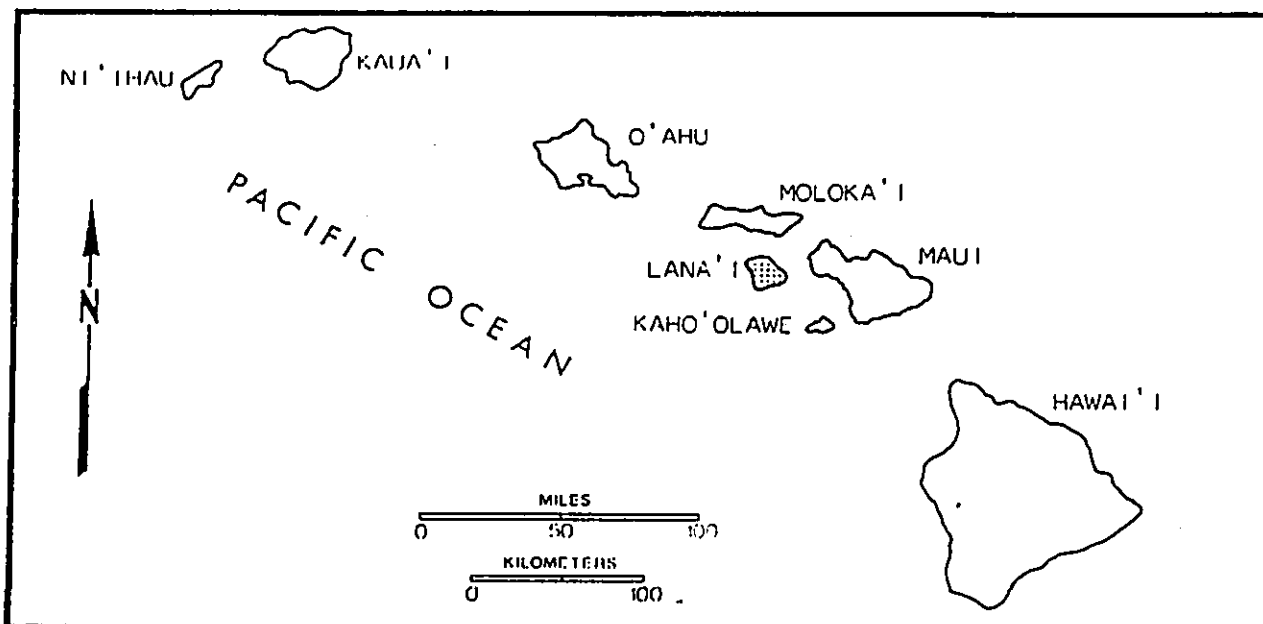 KAUA'I
NI'IHAU
O'AHU
PACIFIC OCEAN
MOLOKA'I
MAUI
LANA'I
KAHO'OLAWE
N
HAWAI'I
MILES
0 50 100
KILOMETERS
0 100